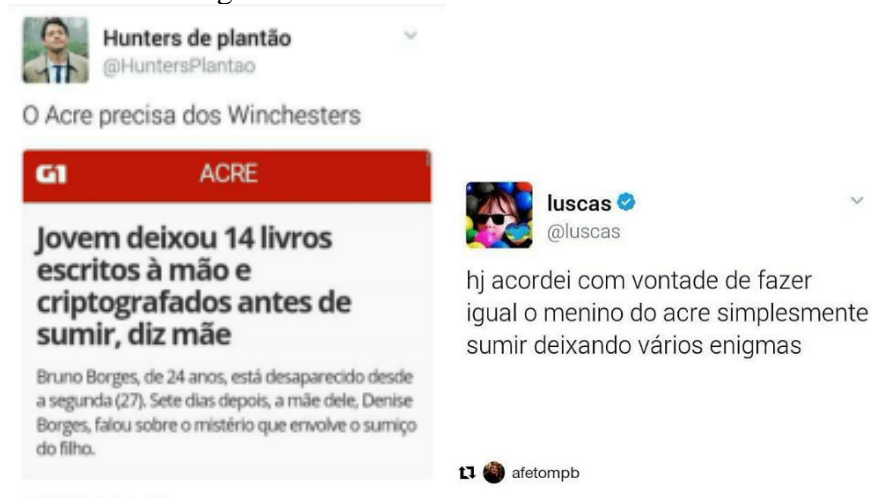 Hunters de plantão
@HuntersPlantao
O Acre precisa dos Winchesters
G1 ACRE
Jovem deixou 14 livros
escritos à mão e
criptografados antes de
sumir, diz mãe
Bruno Borges, de 24 anos, está desaparecido desde
a segunda (27). Sete dias depois, a mãe dele, Denise
Borges, falou sobre o mistério que envolve o sumiço
do filho.
luscas
@luscas
hj acordei com vontade de fazer
igual o menino do acre simplesmente
sumir deixando vários enigmas
afetompb